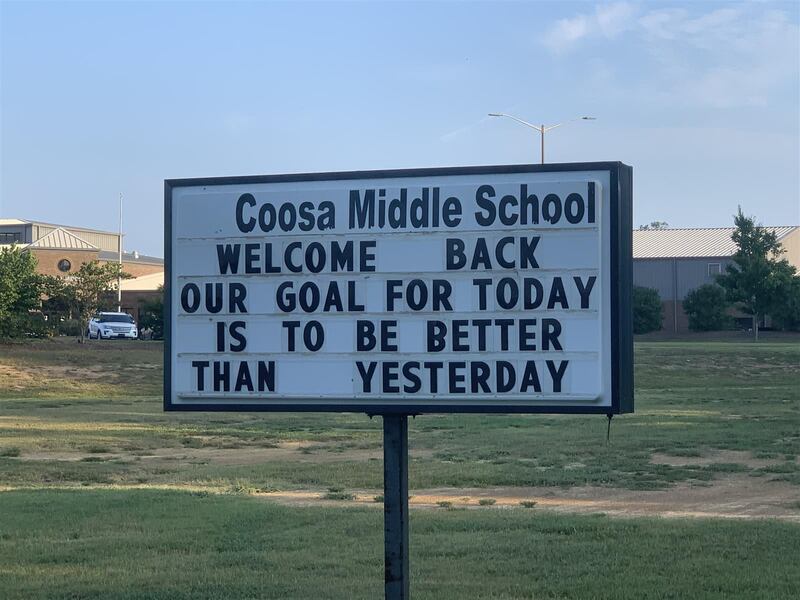 Coosa Middle School
WELCOME BACK
OUR GOAL FOR TODAY
IS TO BE BETTER
THAN YESTERDAY